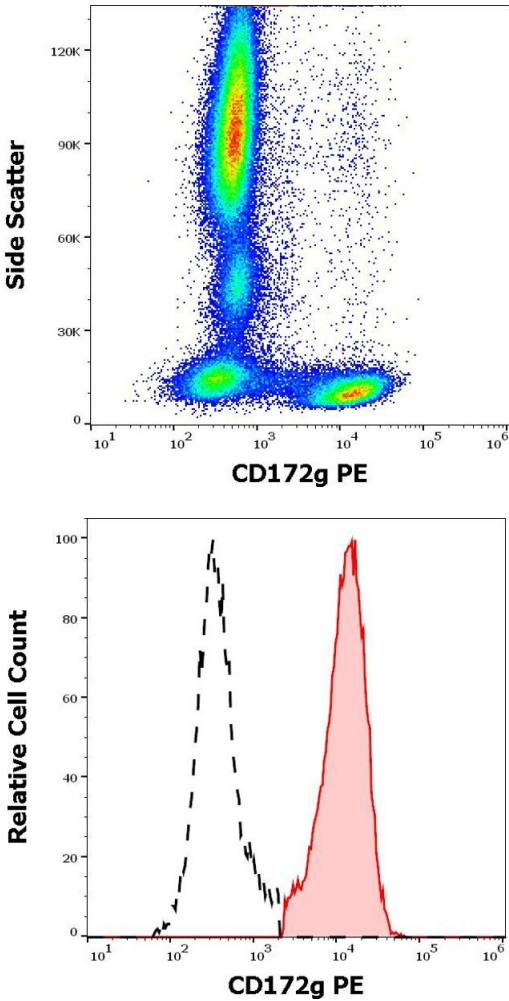 120K
90K
60K
30K
0
Side Scatter
10¹ 10² 10³ 10⁴ 10⁵ 10⁶
CD172g PE
100
80
60
40
20
0
Relative Cell Count
10¹ 10² 10³ 10⁴ 10⁵ 10⁶
CD172g PE